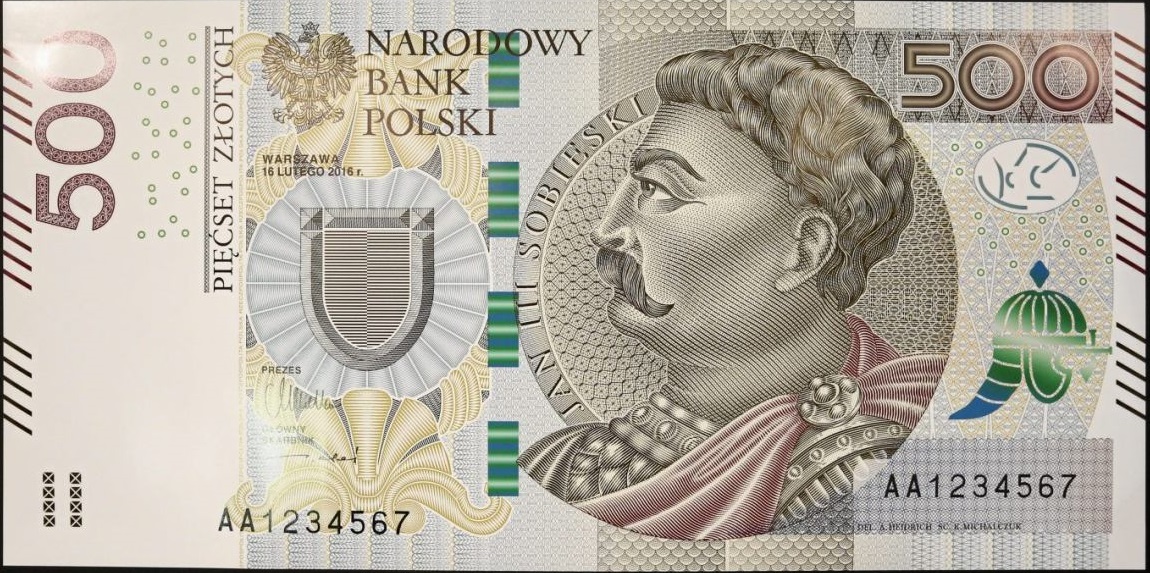 500
PIĘCSET ZŁOTYCH
NARODOWY
BANK
POLSKI
WARSZAWA
16 LUTEGO 2016 r.
PREZES
GŁÓWNY
SKARBNIK
AA1234567
JAN III SOBIESKI
500
AA1234567
DEL. A.HEIDRICH SC. K.MICHALCZUK